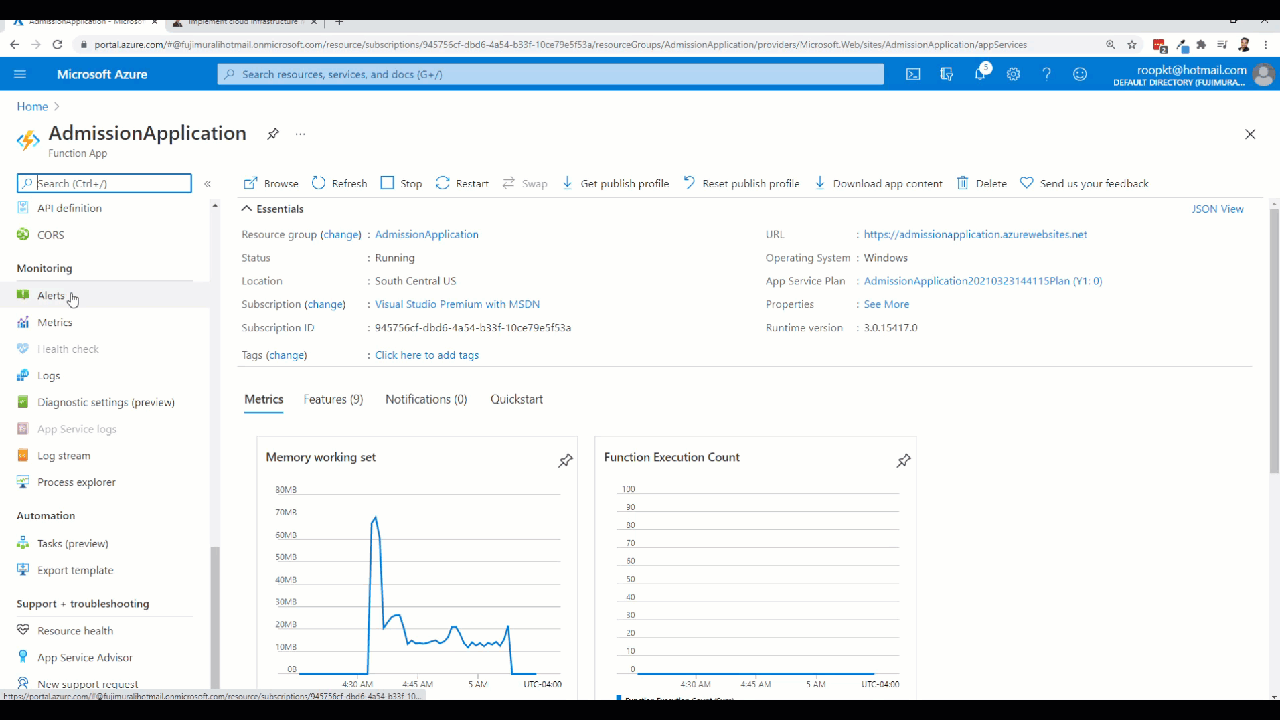 AdmissionApplication - Microso
Implement cloud infrastructure
portal.azure.com/#@fujimuralihotmail.onmicrosoft.com/resource/subscriptions/945756cf-dbd6-4a54-b33f-10ce79e5f53a/resourceGroups/AdmissionApplication/providers/Microsoft.Web/sites/AdmissionApplication/appServices
Microsoft Azure
Search resources, services, and docs (G+/)
5
roopkt@hotmail.com
DEFAULT DIRECTORY (FUJIMURA...
Home
AdmissionApplication
Function App
Search (Ctrl+/)
API definition
CORS
Monitoring
Alerts
Metrics
Health check
Logs
Diagnostic settings (preview)
App Service logs
Log stream
Process explorer
Automation
Tasks (preview)
Export template
Support + troubleshooting
Resource health
App Service Advisor
New support request
Browse Refresh Stop Restart Swap Get publish profile Reset publish profile Download app content Delete Send us your feedback
Essentials
JSON View
Resource group (change) : AdmissionApplication
Status : Running
Location : South Central US
Subscription (change) : Visual Studio Premium with MSDN
Subscription ID : 945756cf-dbd6-4a54-b33f-10ce79e5f53a
Tags (change) : Click here to add tags
URL : https://admissionapplication.azurewebsites.net
Operating System : Windows
App Service Plan : AdmissionApplication20210323144115Plan (Y1: 0)
Properties : See More
Runtime version : 3.0.15417.0
Metrics Features (9) Notifications (0) Quickstart
Memory working set
80MB
70MB
60MB
50MB
40MB
30MB
20MB
10MB
0B
4:30 AM 4:45 AM 5 AM UTC-04:00
Function Execution Count
100
90
80
70
60
50
40
30
20
10
0
4:30 AM 4:45 AM 5 AM UTC-04:00
https://portal.azure.com/#@fujimuralihotmail.onmicrosoft.com/resource/subscriptions/945756cf-dbd6-4a54-b33f-10ce79e5f53a/resourceG...